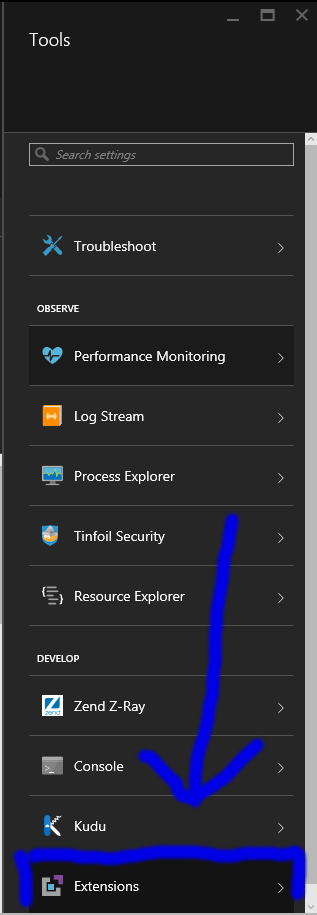 Tools
Search settings
Troubleshoot
OBSERVE
Performance Monitoring
Log Stream
Process Explorer
Tinfoil Security
Resource Explorer
DEVELOP
zend
Zend Z-Ray
Console
Kudu
Extensions